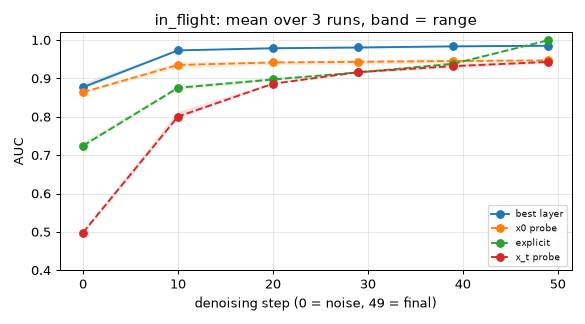 in_flight: mean over 3 runs, band = range
AUC
1.0
0.9
0.8
0.7
0.6
0.5
0.4
0
10
20
30
40
50
denoising step (0 = noise, 49 = final)
best layer
x0 probe
explicit
x_t probe